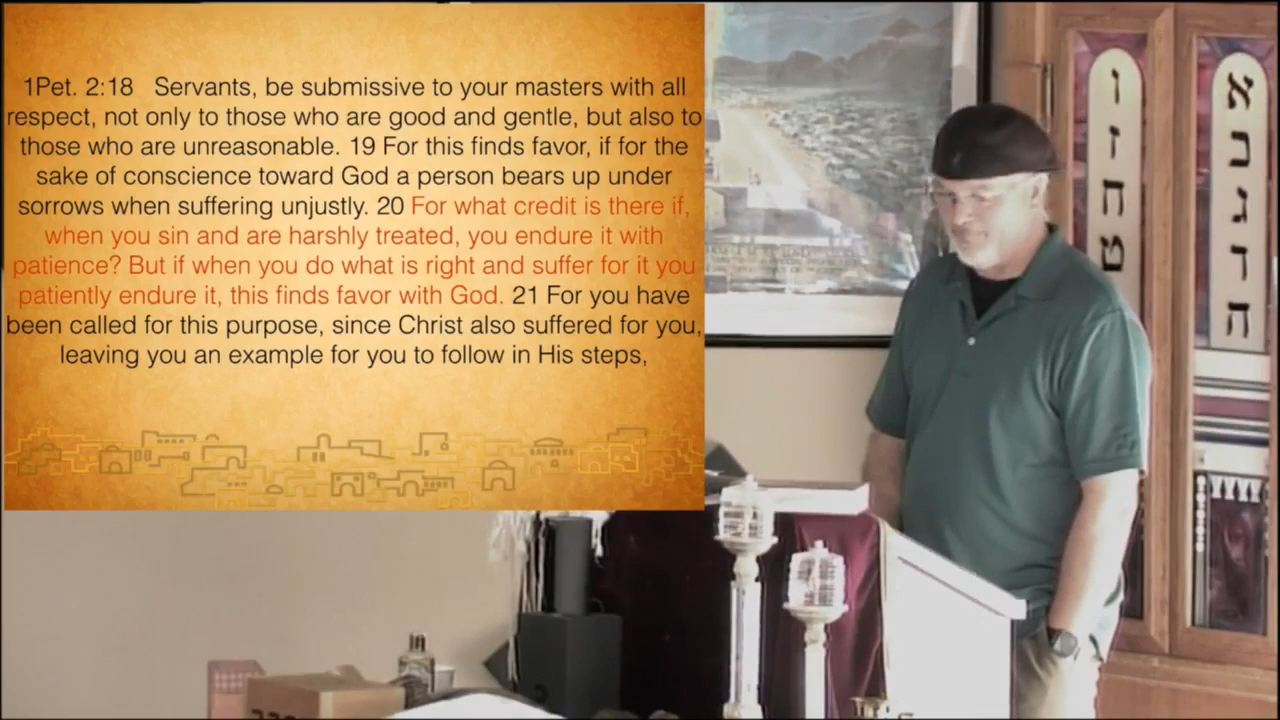 1Pet. 2:18 Servants, be submissive to your masters with all
respect, not only to those who are good and gentle, but also to
those who are unreasonable. 19 For this finds favor, if for the
sake of conscience toward God a person bears up under
sorrows when suffering unjustly. 20 For what credit is there if,
when you sin and are harshly treated, you endure it with
patience? But if when you do what is right and suffer for it you
patiently endure it, this finds favor with God. 21 For you have
been called for this purpose, since Christ also suffered for you,
leaving you an example for you to follow in His steps,
א
ב
ג
ד
ה
ו
ז
ח
ט